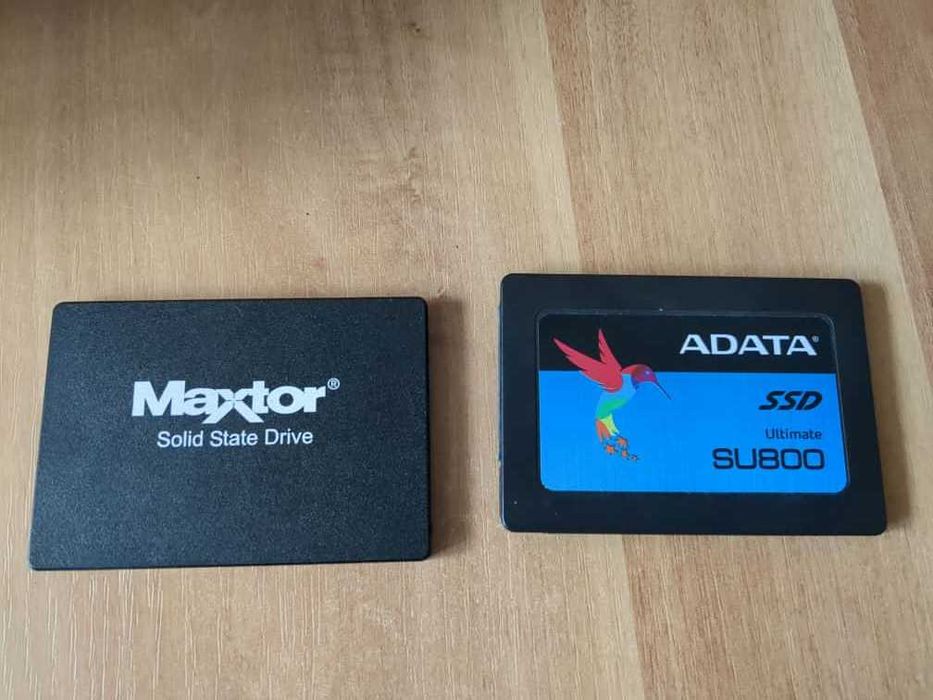 Maxtor®
Solid State Drive
ADATA®
SSD
Ultimate
SU800